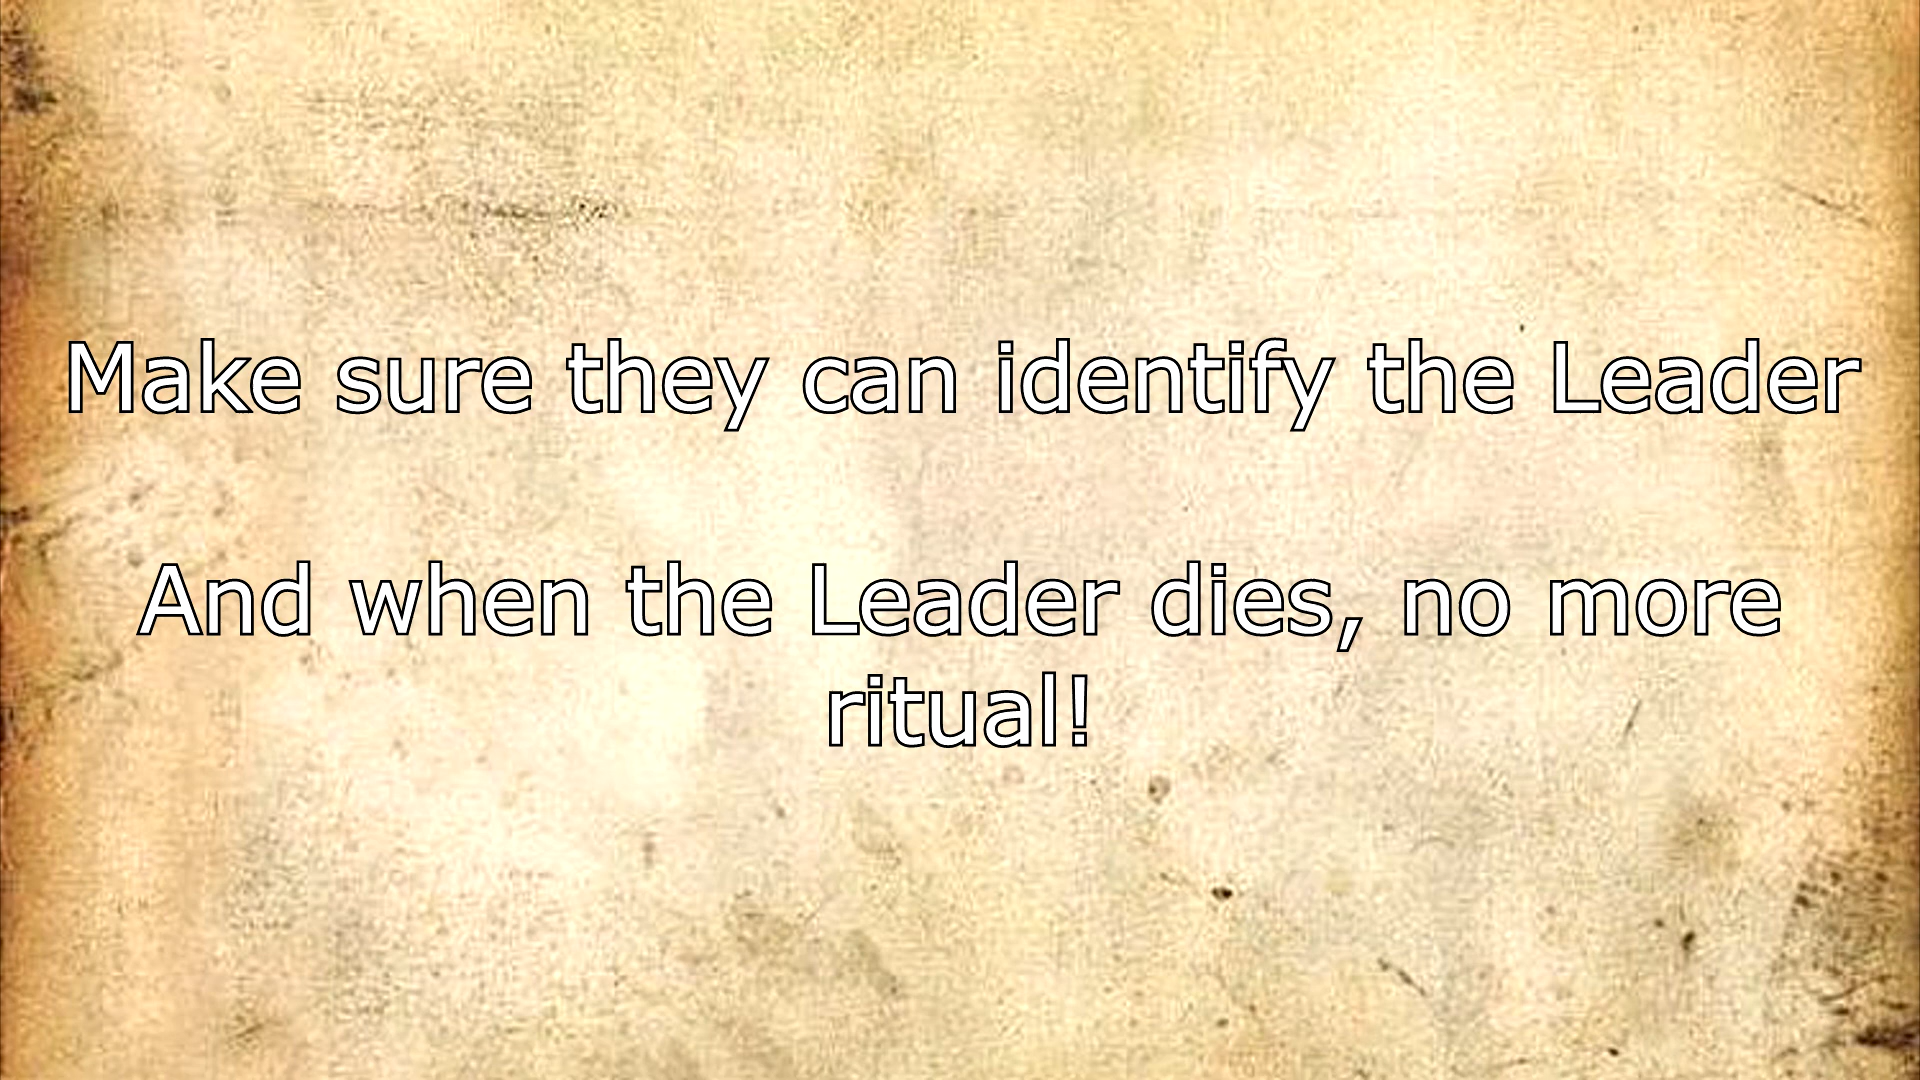 Make sure they can identify the Leader
And when the Leader dies, no more
ritual!